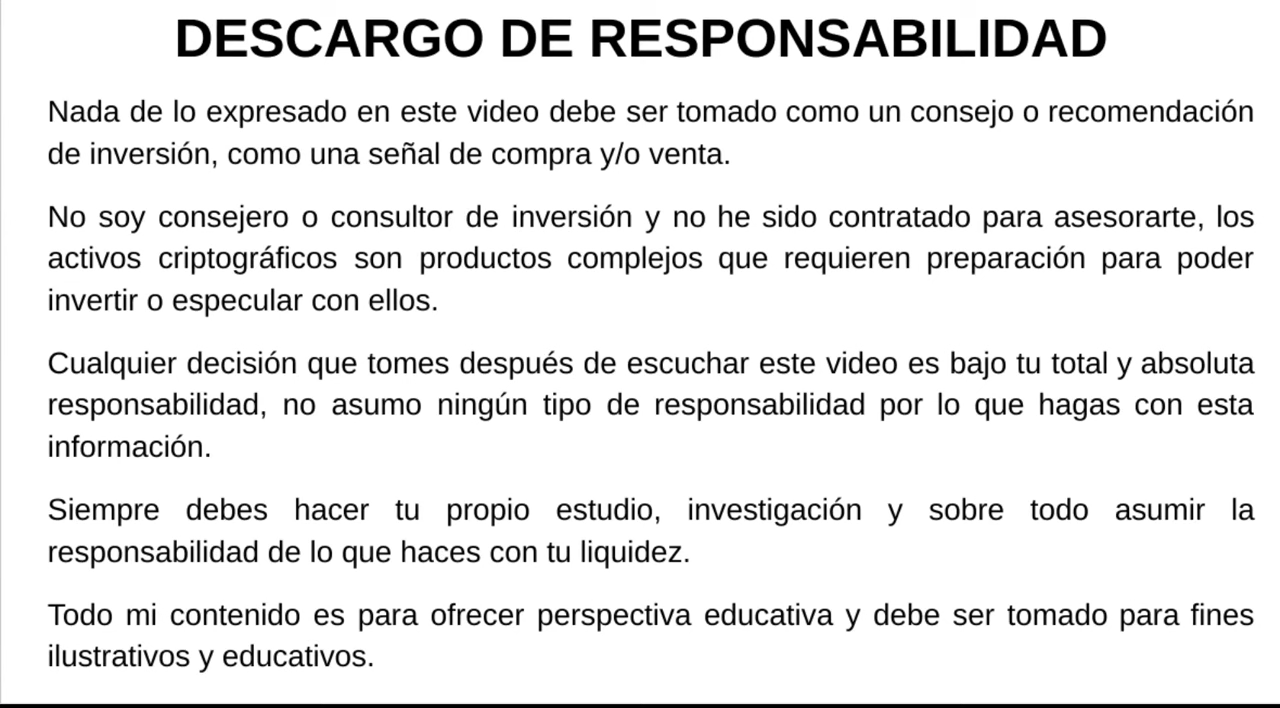 DESCARGO DE RESPONSABILIDAD
Nada de lo expresado en este video debe ser tomado como un consejo o recomendación
de inversión, como una señal de compra y/o venta.
No soy consejero o consultor de inversión y no he sido contratado para asesorarte, los
activos criptográficos son productos complejos que requieren preparación para poder
invertir o especular con ellos.
Cualquier decisión que tomes después de escuchar este video es bajo tu total y absoluta
responsabilidad, no asumo ningún tipo de responsabilidad por lo que hagas con esta
información.
Siempre debes hacer tu propio estudio, investigación y sobre todo asumir la
responsabilidad de lo que haces con tu liquidez.
Todo mi contenido es para ofrecer perspectiva educativa y debe ser tomado para fines
ilustrativos y educativos.